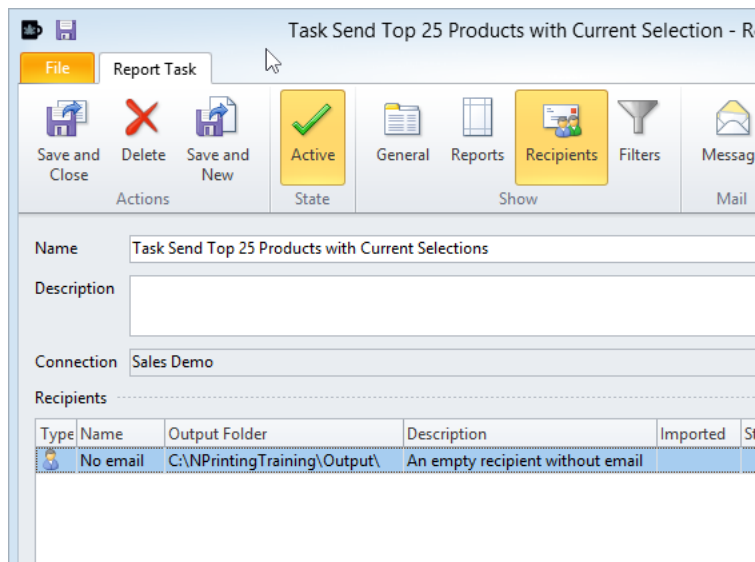 Task Send Top 25 Products with Current Selection - R
File Report Task
Save and Close Delete Save and New Active General Reports Recipients Filters Messag
Actions State Show Mail
Name Task Send Top 25 Products with Current Selections
Description
Connection Sales Demo
Recipients
Type Name Output Folder Description Imported St
No email C:\NPrintingTraining\Output\ An empty recipient without email